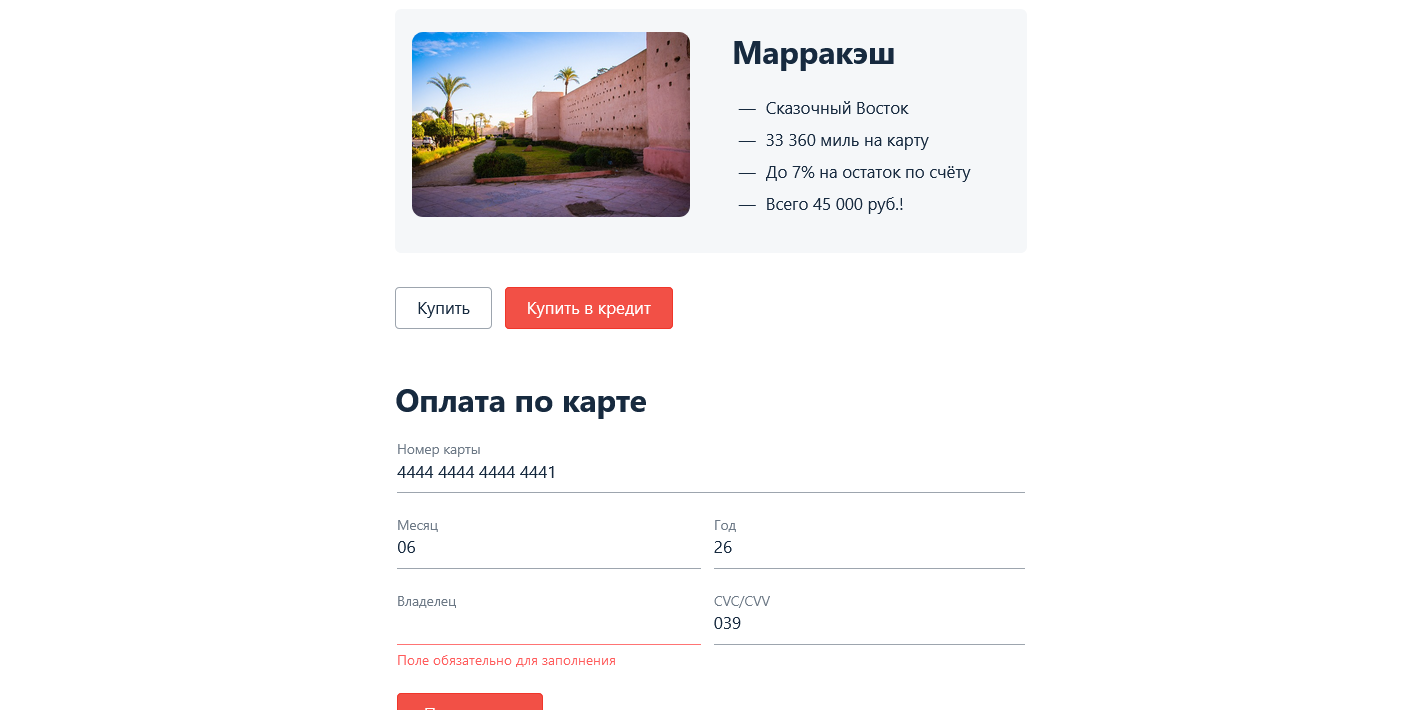 Марракэш
— Сказочный Восток
— 33 360 миль на карту
— До 7% на остаток по счёту
— Всего 45 000 руб.!
Купить Купить в кредит
Оплата по карте
Номер карты
4444 4444 4444 4441
Месяц Год
06 26
Владелец CVC/CVV
039
Поле обязательно для заполнения